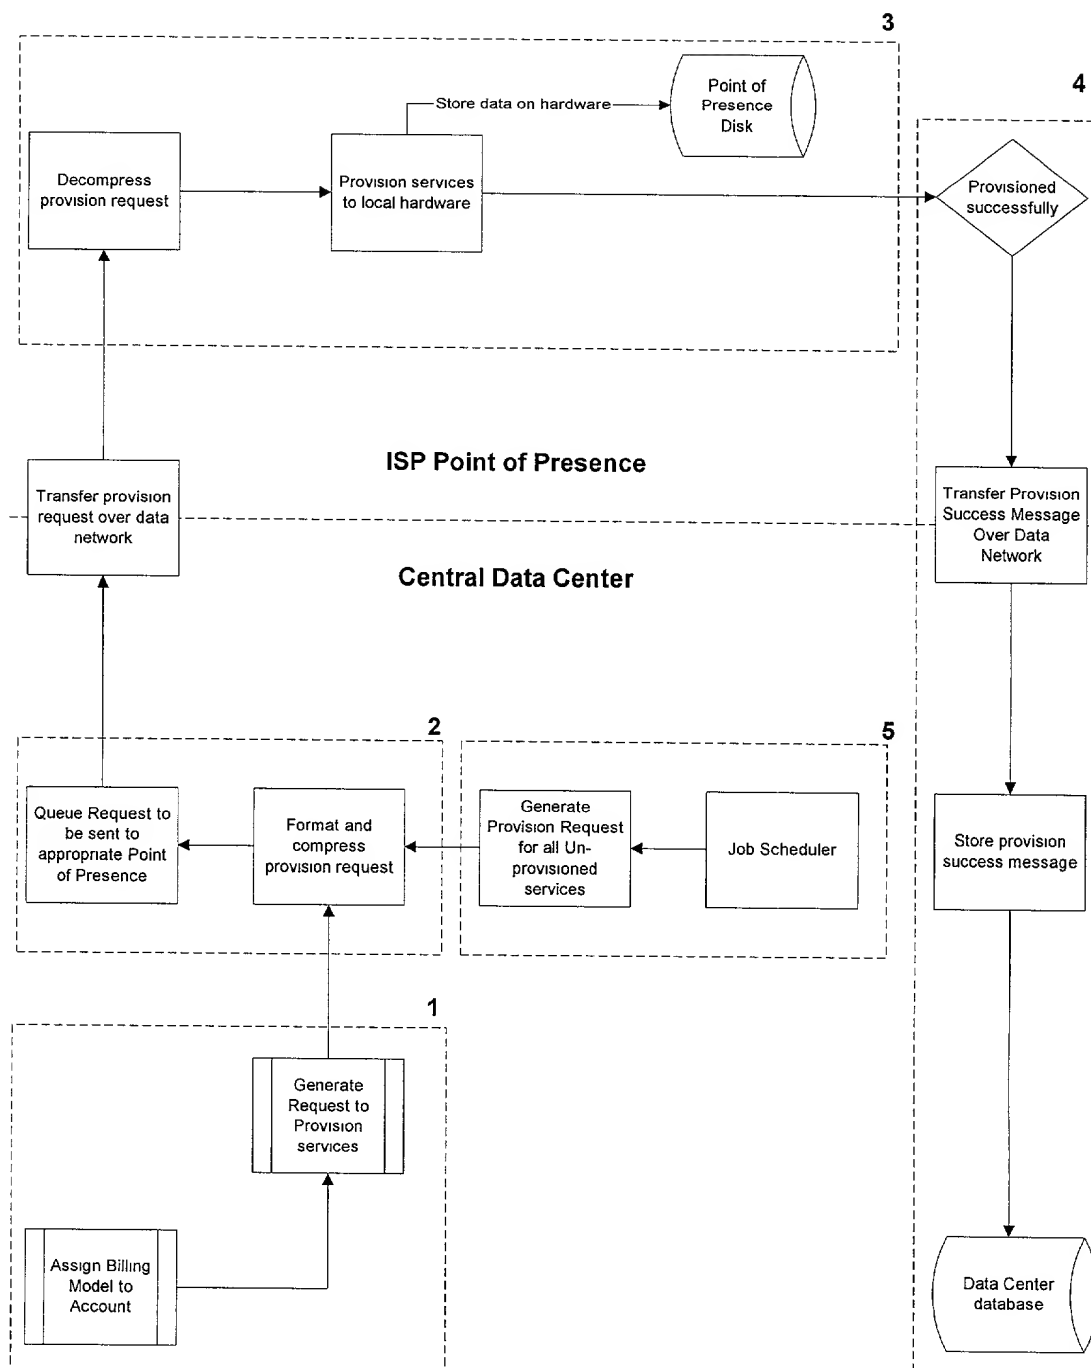 3
Store data on hardware
Point of
Presence
Disk
4
Decompress
provision request
Provision services
to local hardware
Provisioned
successfully
ISP Point of Presence
Transfer provision
request over data
network
Transfer Provision
Success Message
Over Data
Network
Central Data Center
2
5
Queue Request to
be sent to
appropriate Point
of Presence
Format and
compress
provision request
Generate
Provision Request
for all Un-
provisioned
services
Job Scheduler
Store provision
success message
1
Generate
Request to
Provision
services
Assign Billing
Model to
Account
Data Center
database